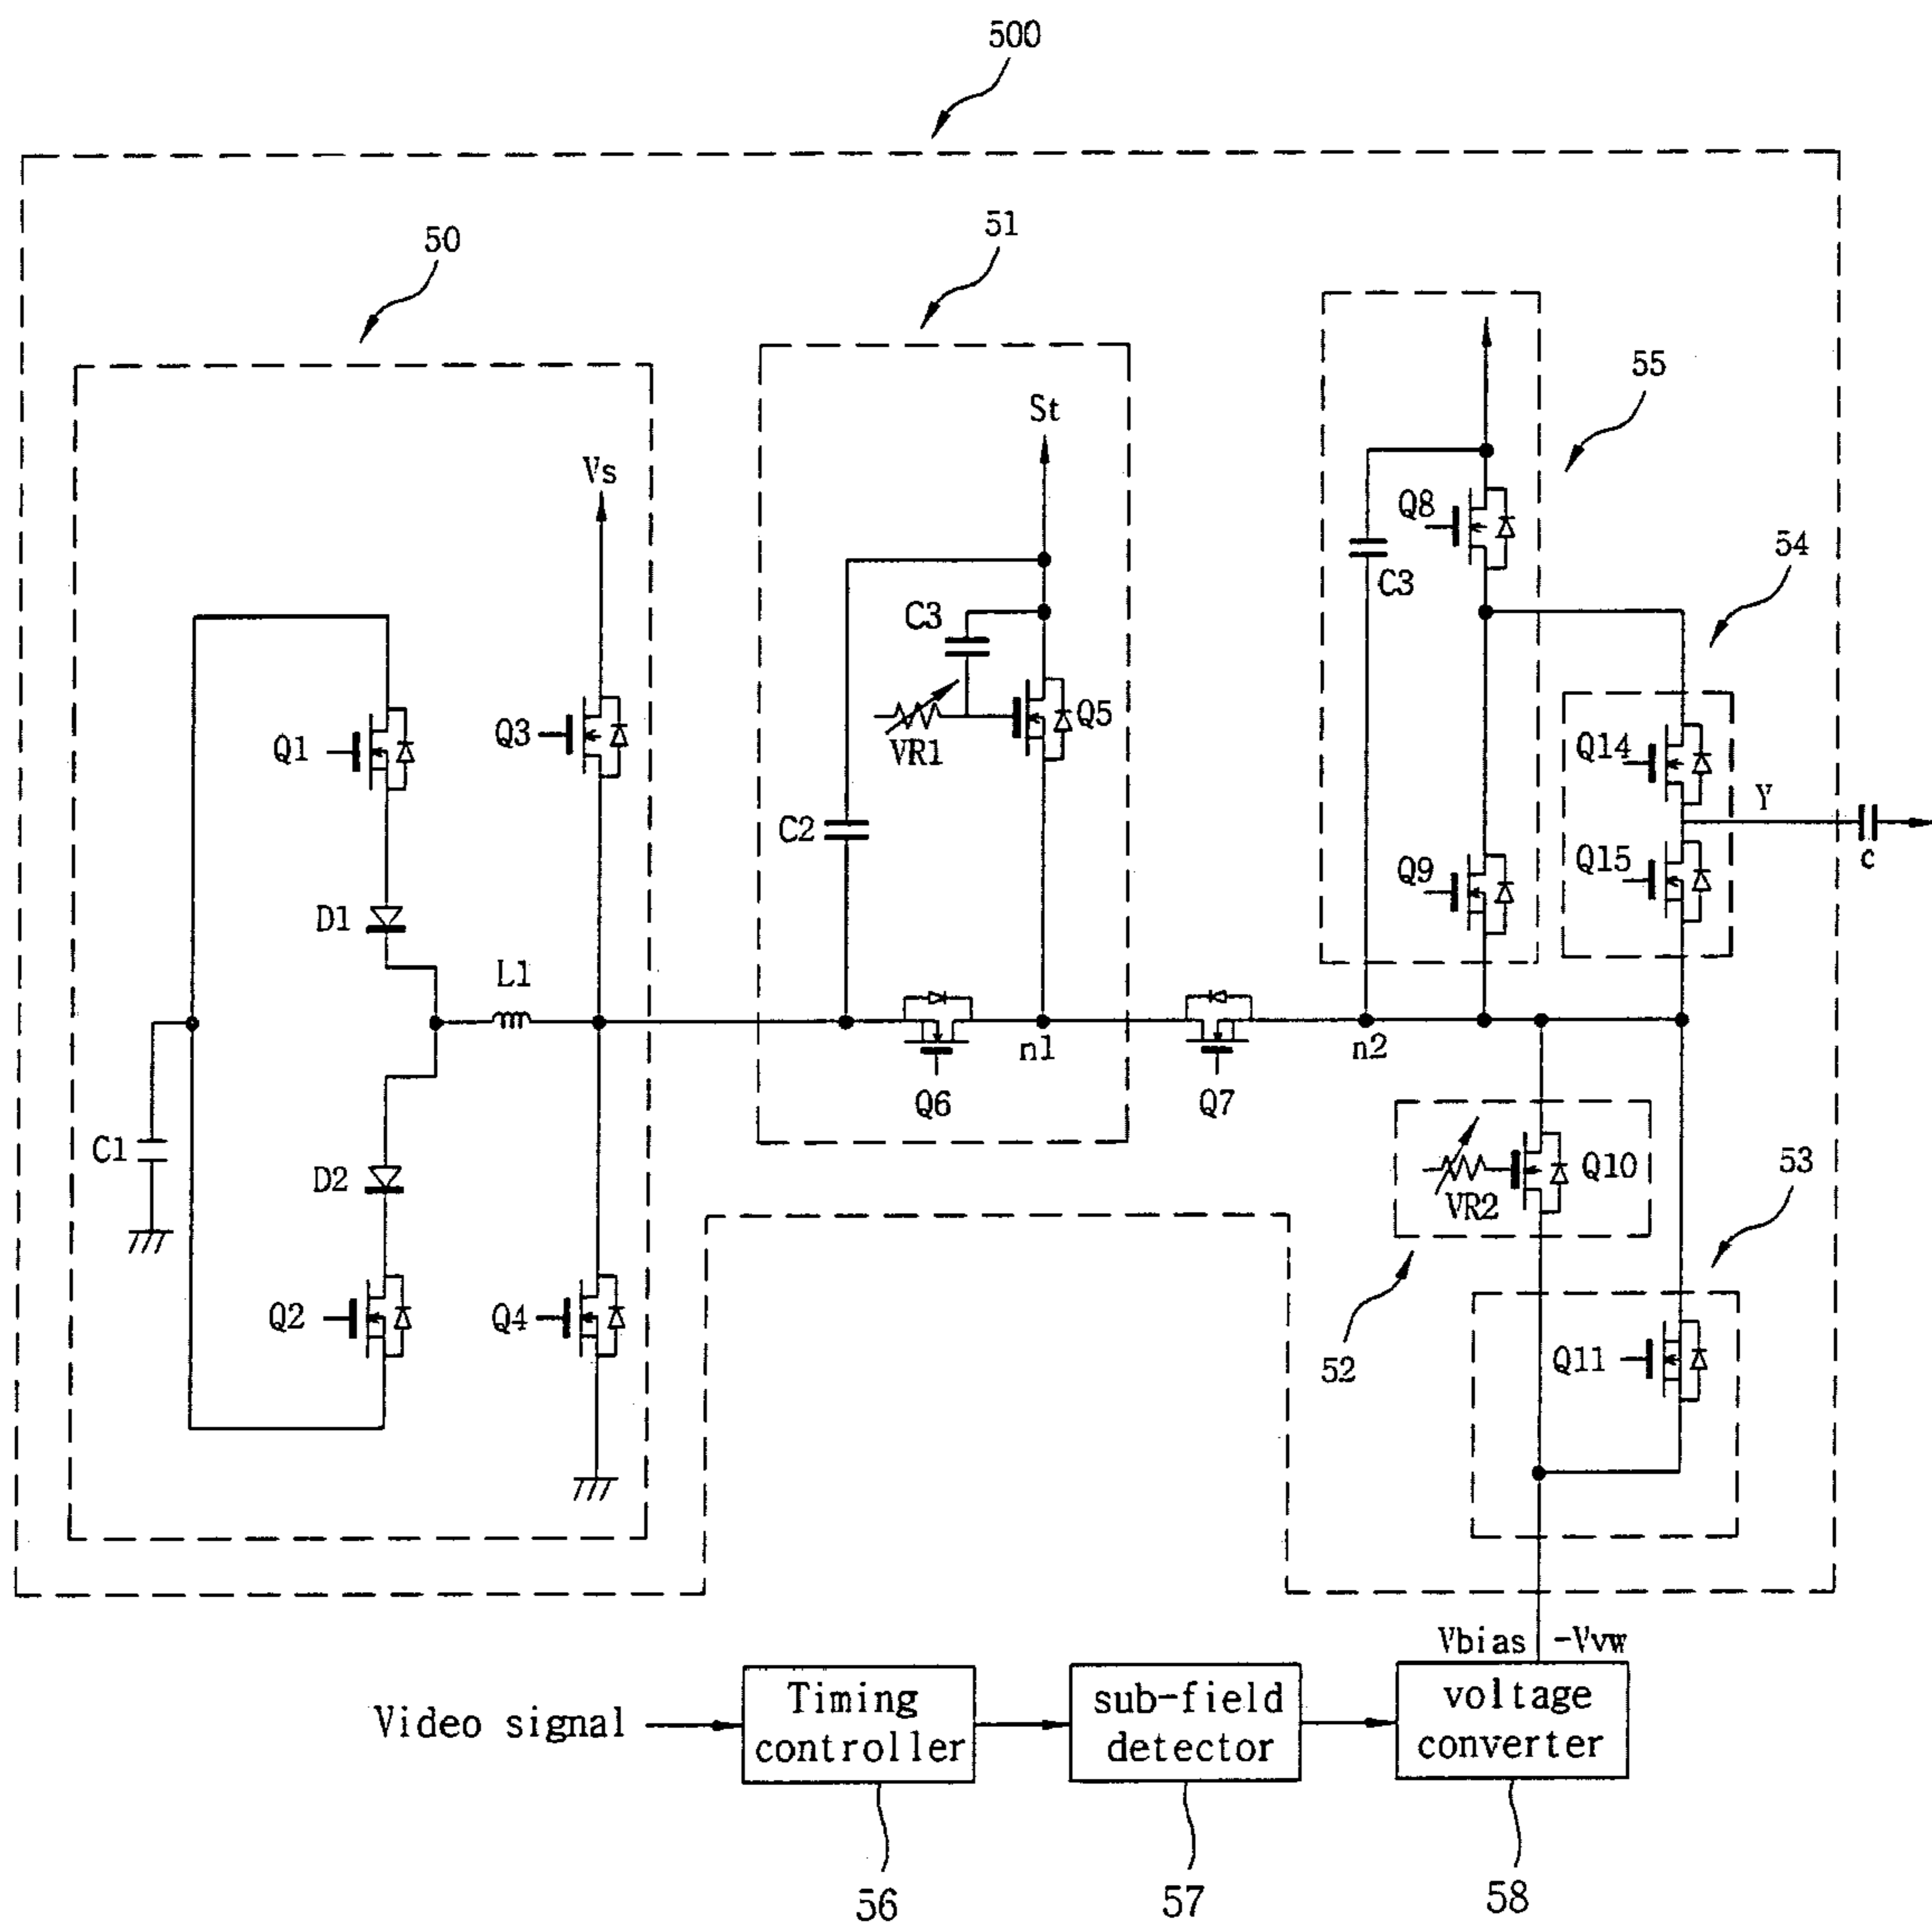 500
50
51
55
St
Vs
Q8
54
C3
C3
Q1
Q3
VR1
Q5
Q14
Y
C2
Q15
c
D1
Q9
L1
n1
n2
Q6
Q7
C1
D2
VR2
Q10
53
Q2
Q4
52
Q11
Vbias
-Vvw
Video signal
Timing
controller
sub-field
detector
voltage
converter
56
57
58